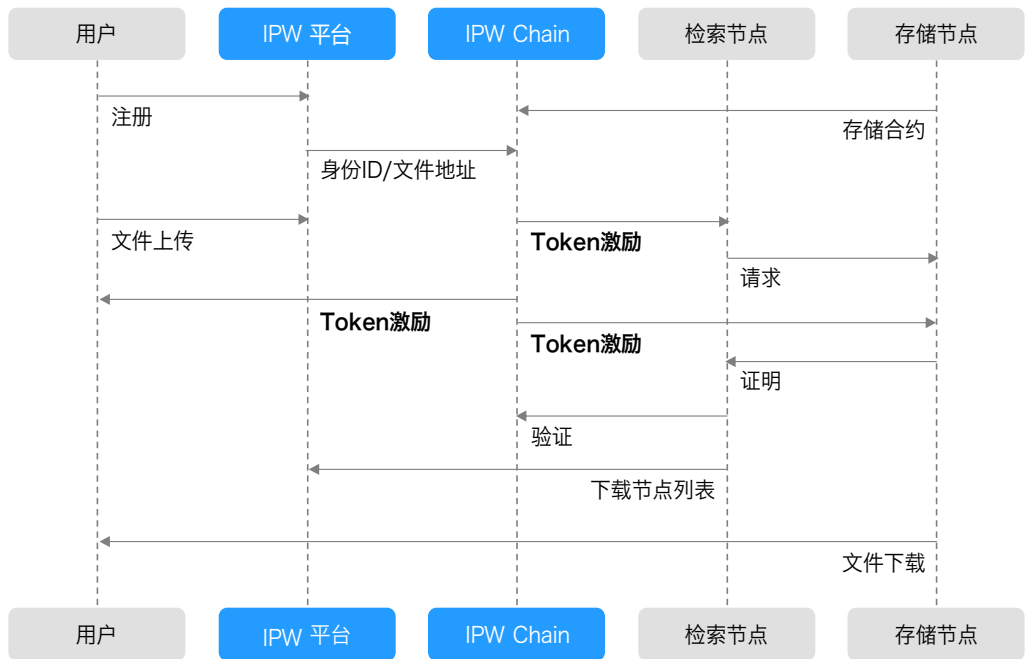 用户
IPW 平台
IPW Chain
检索节点
存储节点
注册
存储合约
身份ID/文件地址
文件上传
Token激励
请求
Token激励
Token激励
证明
验证
下载节点列表
文件下载
用户
IPW 平台
IPW Chain
检索节点
存储节点